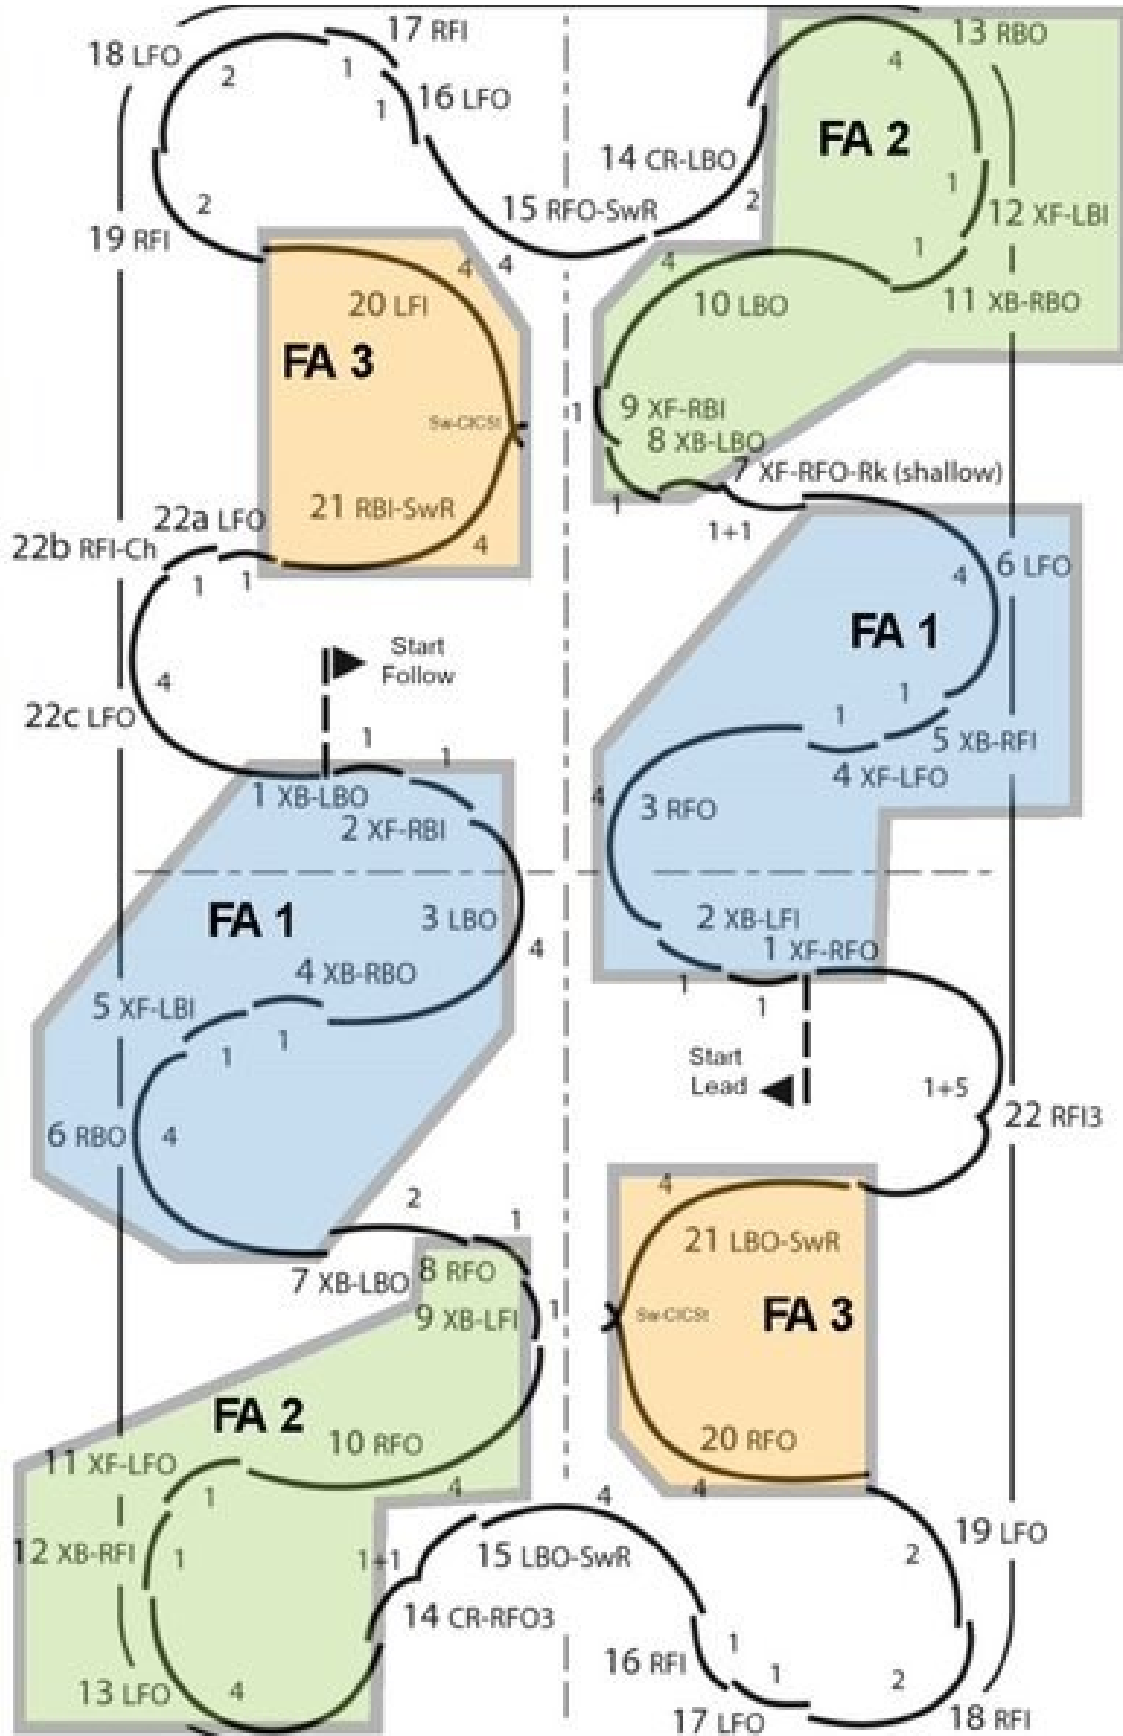 17 RFI
13 RBO
18 LFO
2
1
4
16 LFO
1
FA 2
14 CR-LBO
1
2
15 RFO-SwR
12 XF-LBI
2
19 RFI
1
4
4
4
20 LFI
10 LBO
11 XB-RBO
FA 3
1
9 XF-RBI
Sw-ClCSt
8 XB-LBO
7 XF-RFO-Rk (shallow)
21 RBI-SwR
1
22a LFO
1+1
22b RFI-Ch
4
6 LFO
1
1
4
FA 1
Start
Follow
4
1
22c LFO
1
1
1
5 XB-RFI
4 XF-LFO
1 XB-LBO
4
3 RFO
2 XF-RBI
FA 1
3 LBO
2 XB-LFI
4
1 XF-RFO
4 XB-RBO
1
5 XF-LBI
1
1
1
Start
Lead
1+5
22 RFI3
6 RBO
4
2
4
1
21 LBO-SwR
7 XB-LBO
8 RFO
9 XB-LFI
1
Sw-ClCSt
FA 3
FA 2
10 RFO
20 RFO
11 XF-LFO
1
4
4
4
19 LFO
12 XB-RFI
1
1+1
15 LBO-SwR
2
14 CR-RFO3
1
16 RFI
1
2
13 LFO
4
17 LFO
18 RFI